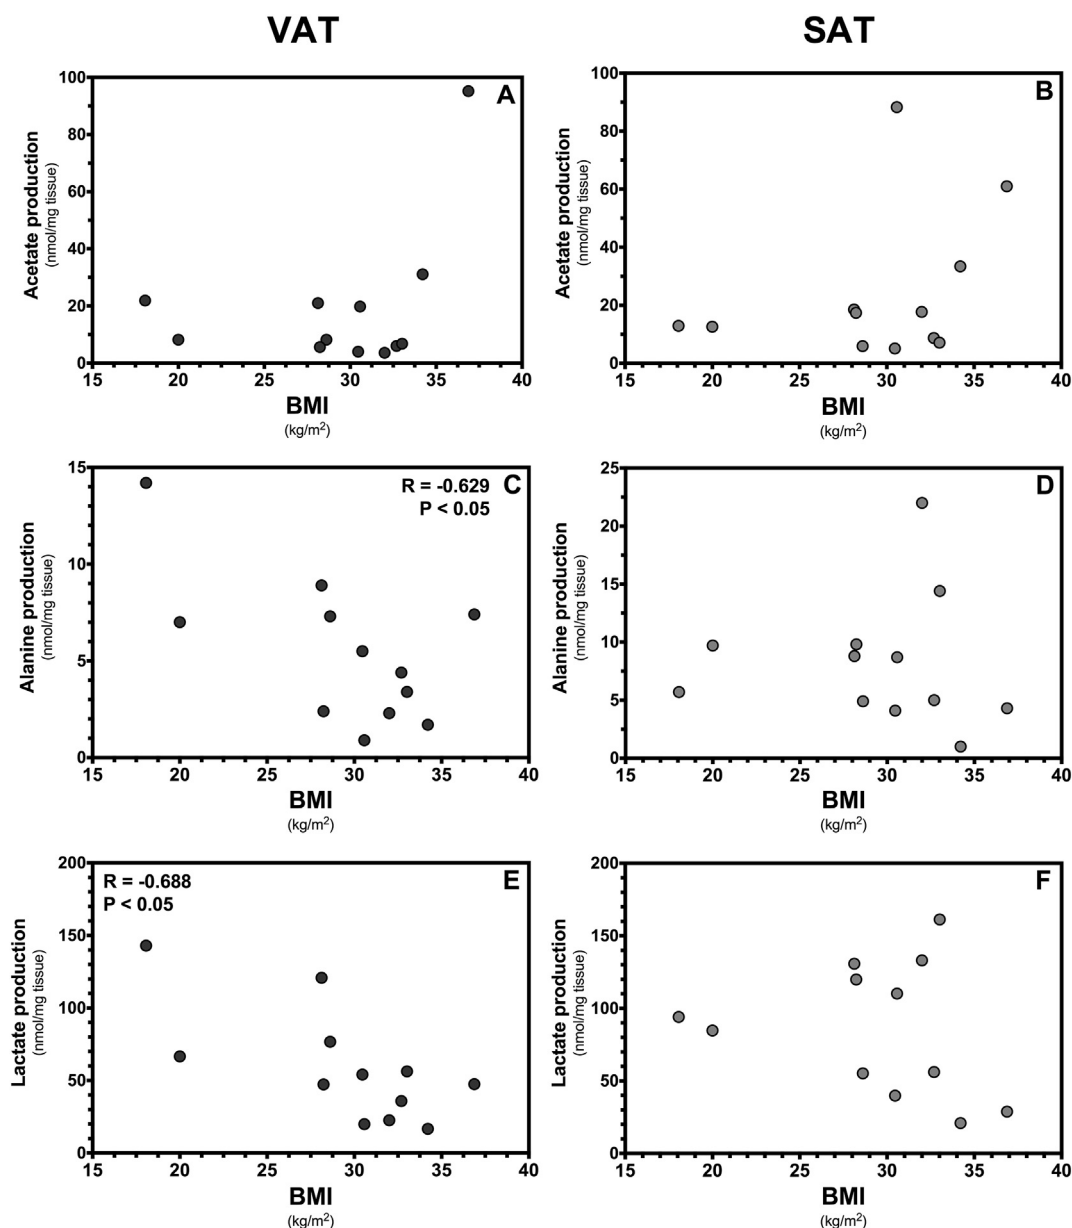 VAT
SAT
A
100
80
60
40
20
0
Acetate production
(nmol/mg tissue)
15 20 25 30 35 40
BMI
(kg/m²)
B
100
80
60
40
20
0
Acetate production
(nmol/mg tissue)
15 20 25 30 35 40
BMI
(kg/m²)
C
R = -0.629
P < 0.05
15
10
5
0
Alanine production
(nmol/mg tissue)
15 20 25 30 35 40
BMI
(kg/m²)
D
25
20
15
10
5
0
Alanine production
(nmol/mg tissue)
15 20 25 30 35 40
BMI
(kg/m²)
E
R = -0.688
P < 0.05
200
150
100
50
0
Lactate production
(nmol/mg tissue)
15 20 25 30 35 40
BMI
(kg/m²)
F
200
150
100
50
0
Lactate production
(nmol/mg tissue)
15 20 25 30 35 40
BMI
(kg/m²)